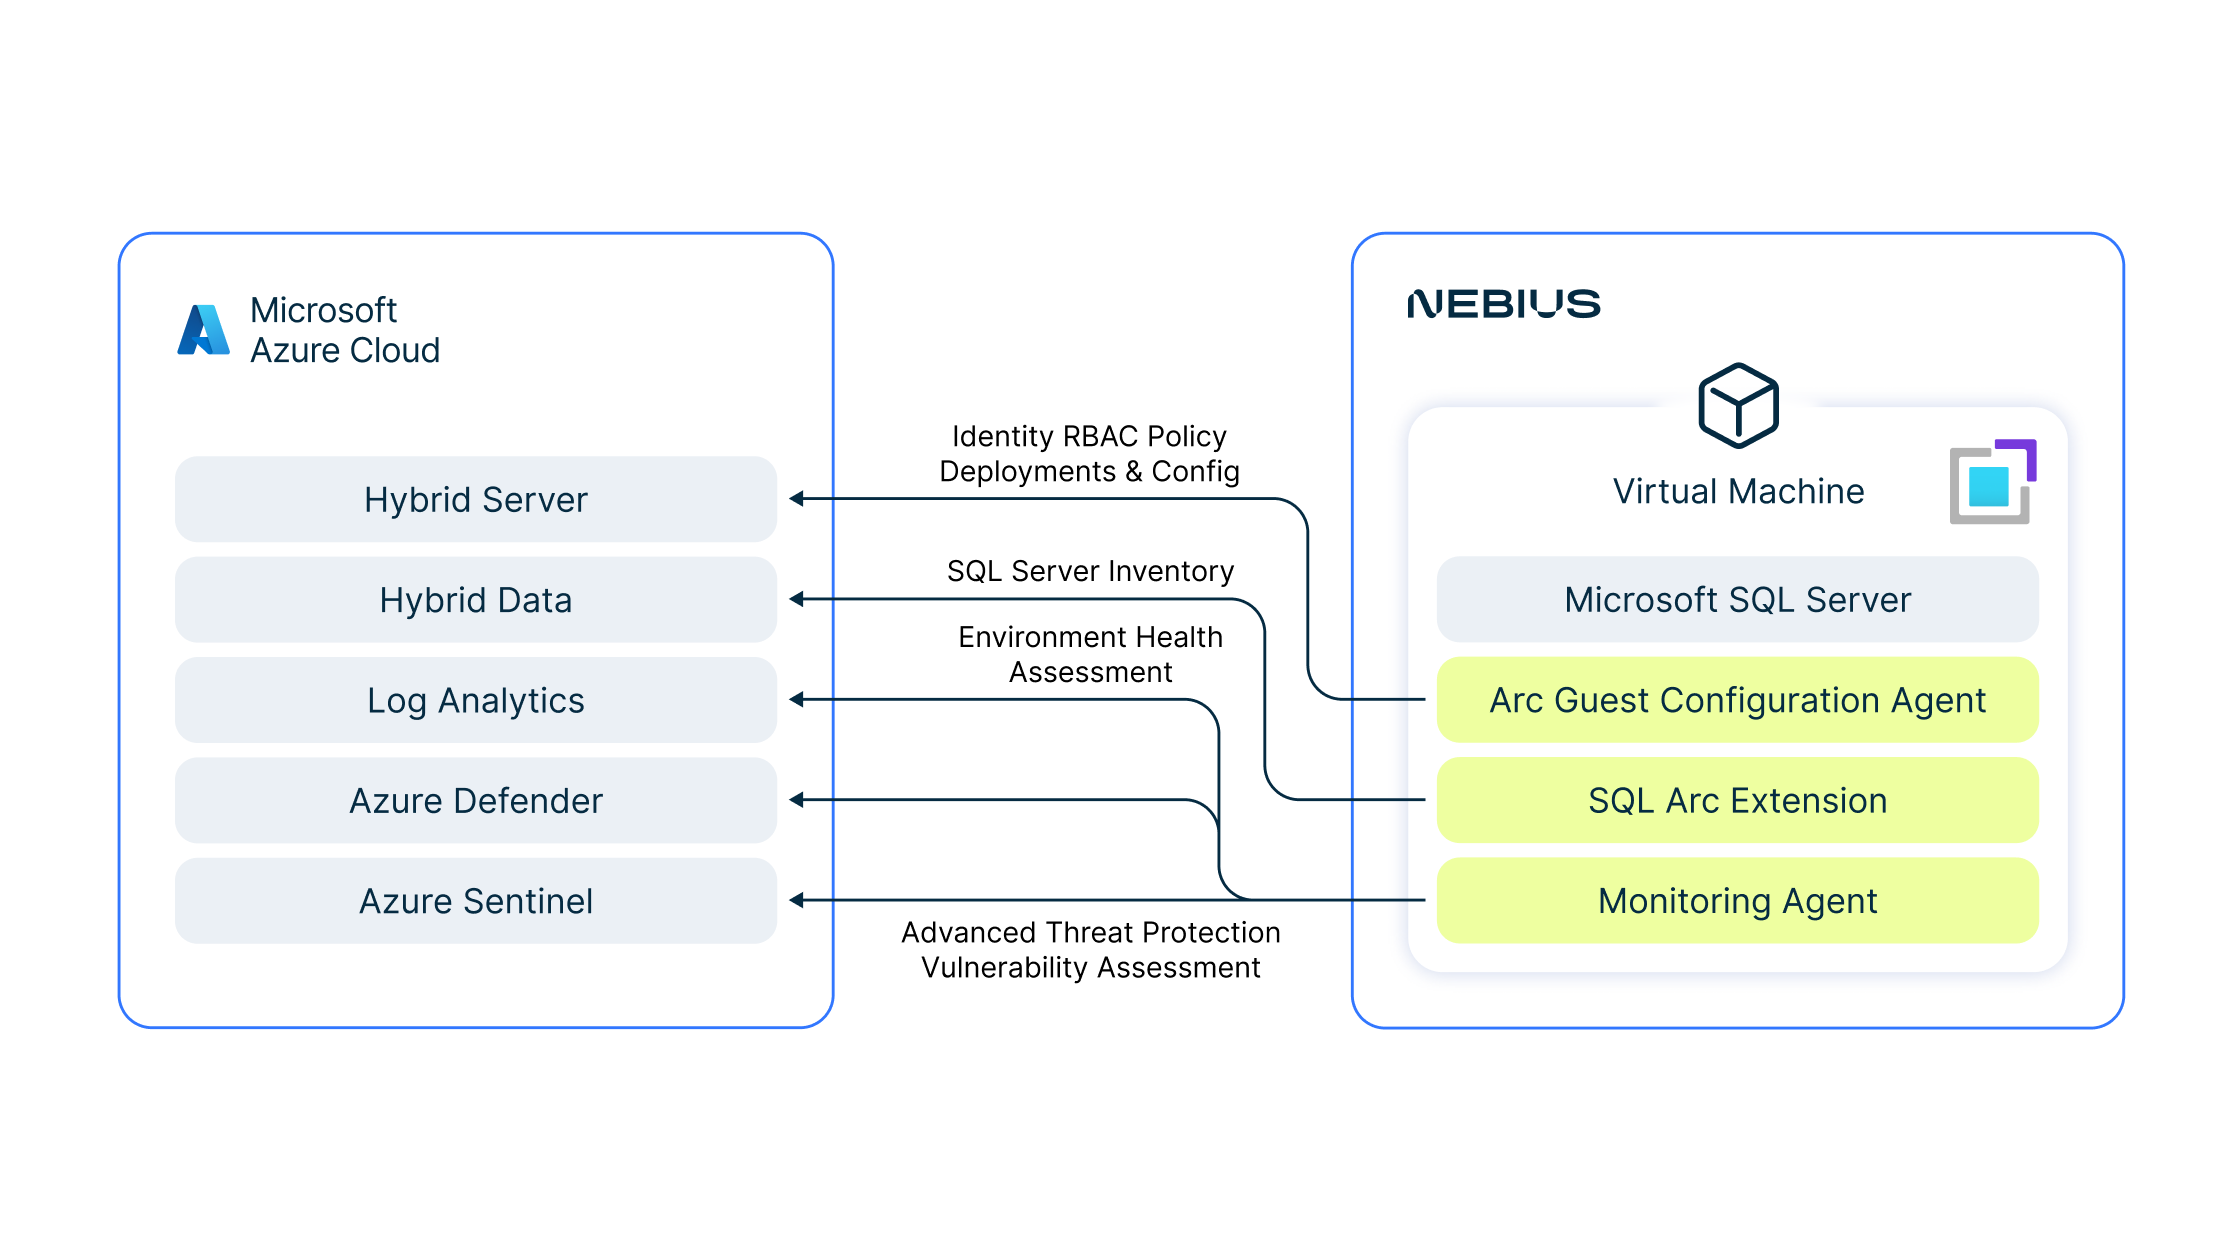 Microsoft
Azure Cloud
Hybrid Server
Hybrid Data
Log Analytics
Azure Defender
Azure Sentinel
Identity RBAC Policy
Deployments & Config
SQL Server Inventory
Environment Health
Assessment
Advanced Threat Protection
Vulnerability Assessment
NEBIUS
Virtual Machine
Microsoft SQL Server
Arc Guest Configuration Agent
SQL Arc Extension
Monitoring Agent